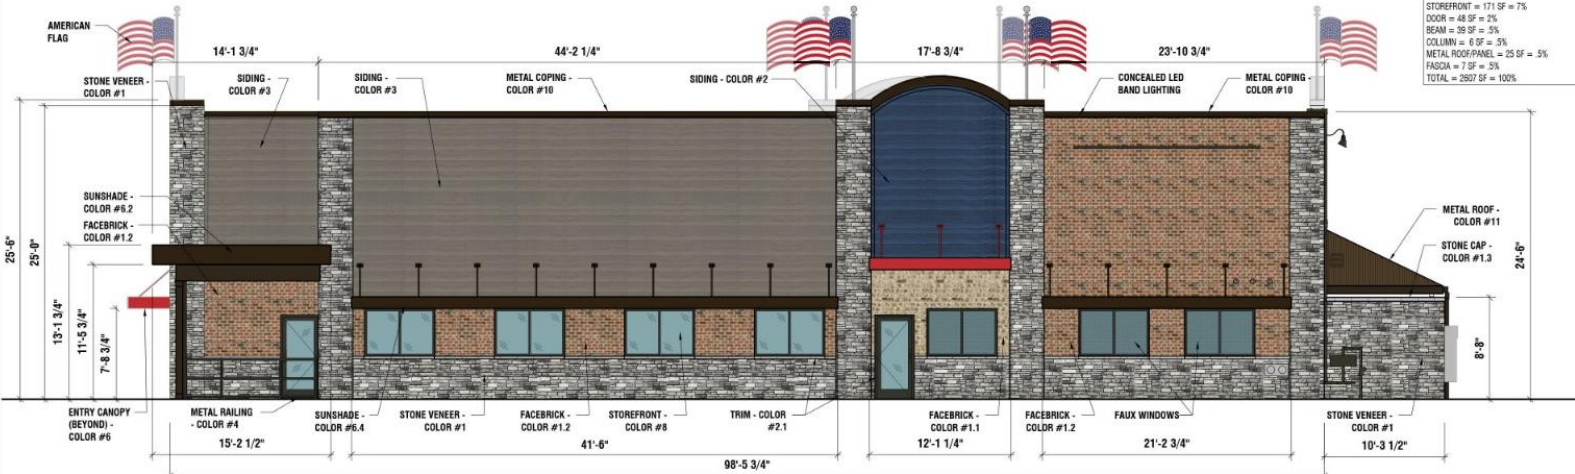 STOREFRONT = 171 SF = 7%
DOOR = 48 SF = 2%
BEAM = 39 SF = .5%
COLUMN = 6 SF = .5%
METAL ROOF/PANEL = 25 SF = .5%
FASCIA = 7 SF = .5%
TOTAL = 2607 SF = 100%
AMERICAN
FLAG
14'-1 3/4"
44'-2 1/4"
17'-8 3/4"
23'-10 3/4"
STONE VENEER -
COLOR #1
SIDING -
COLOR #3
SIDING -
COLOR #3
METAL COPING -
COLOR #10
SIDING - COLOR #2
CONCEALED LED
BAND LIGHTING
METAL COPING -
COLOR #10
SUNSHADE -
COLOR #6.2
FACEBRICK -
COLOR #1.2
METAL ROOF -
COLOR #11
STONE CAP -
COLOR #1.3
25'-6"
25'-0"
13'-1 3/4"
11'-5 3/4"
7'-8 3/4"
24'-6"
8'-8"
ENTRY CANOPY
(BEYOND) -
COLOR #6
METAL RAILING
- COLOR #4
SUNSHADE -
COLOR #6.4
STONE VENEER -
COLOR #1
FACEBRICK -
COLOR #1.2
STOREFRONT -
COLOR #8
TRIM - COLOR
#2.1
FACEBRICK -
COLOR #1.1
FACEBRICK -
COLOR #1.2
FAUX WINDOWS
STONE VENEER -
COLOR #1
15'-2 1/2"
41'-6"
12'-1 1/4"
21'-2 3/4"
10'-3 1/2"
98'-5 3/4"